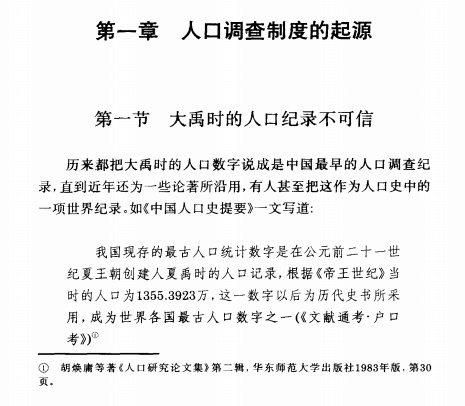 第一章　人口调查制度的起源
第一节　大禹时的人口纪录不可信
历来都把大禹时的人口数字说成是中国最早的人口调查纪
录，直到近年还为一些论著所沿用，有人甚至把这作为人口史中的
一项世界纪录。如《中国人口史提要》一文写道：
我国现存的最古人口统计数字是在公元前二十一世
纪夏王朝创建人夏禹时的人口记录，根据《帝王世纪》当
时的人口为1355.3923万，这一数字以后为历代史书所采
用，成为世界各国最古人口数字之一(《文献通考·户口
考》)①
① 胡焕庸等著《人口研究论文集》第二辑，华东师范大学出版社1983年版，第30
页。